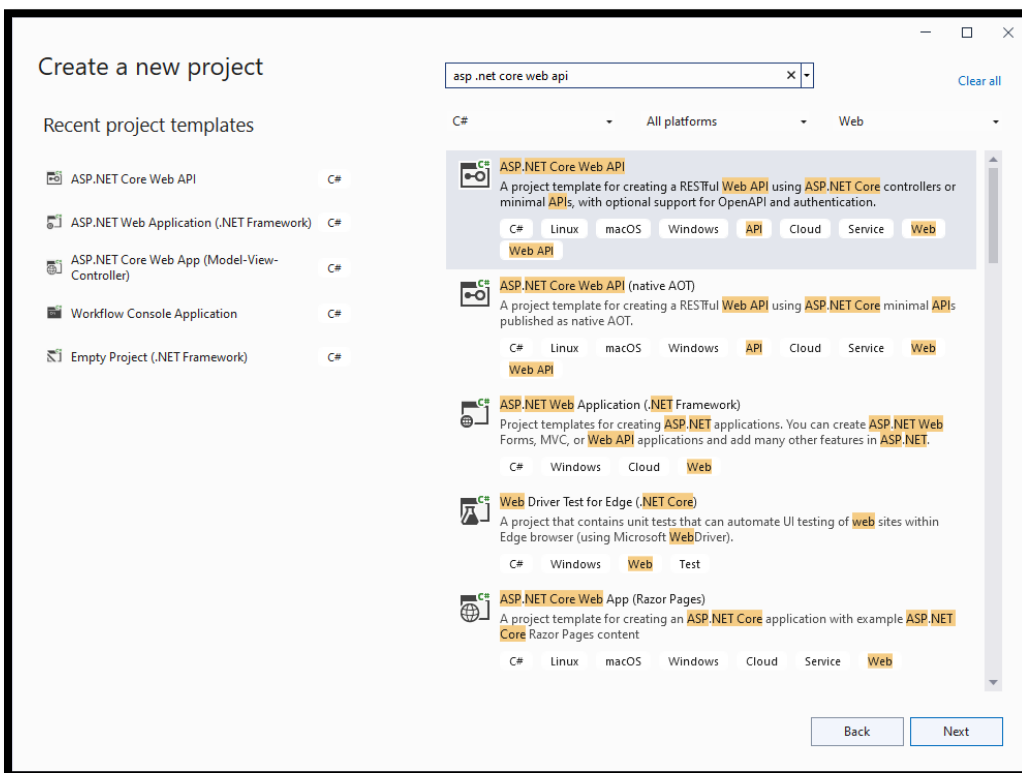 Create a new project
asp .net core web api
Clear all
Recent project templates
C#
All platforms
Web
ASP.NET Core Web API
C#
ASP.NET Web Application (.NET Framework)
C#
ASP.NET Core Web App (Model-View-
Controller)
C#
Workflow Console Application
C#
Empty Project (.NET Framework)
C#
C#
ASP.NET Core Web API
A project template for creating a RESTful Web API using ASP.NET Core controllers or
minimal APIs, with optional support for OpenAPI and authentication.
C# Linux macOS Windows API Cloud Service Web
Web API
C#
ASP.NET Core Web API (native AOT)
A project template for creating a RESTful Web API using ASP.NET Core minimal APIs
published as native AOT.
C# Linux macOS Windows API Cloud Service Web
Web API
C#
ASP.NET Web Application (.NET Framework)
Project templates for creating ASP.NET applications. You can create ASP.NET Web
Forms, MVC, or Web API applications and add many other features in ASP.NET.
C# Windows Cloud Web
C#
Web Driver Test for Edge (.NET Core)
A project that contains unit tests that can automate UI testing of web sites within
Edge browser (using Microsoft WebDriver).
C# Windows Web Test
C#
ASP.NET Core Web App (Razor Pages)
A project template for creating an ASP.NET Core application with example ASP.NET
Core Razor Pages content
C# Linux macOS Windows Cloud Service Web
Back
Next